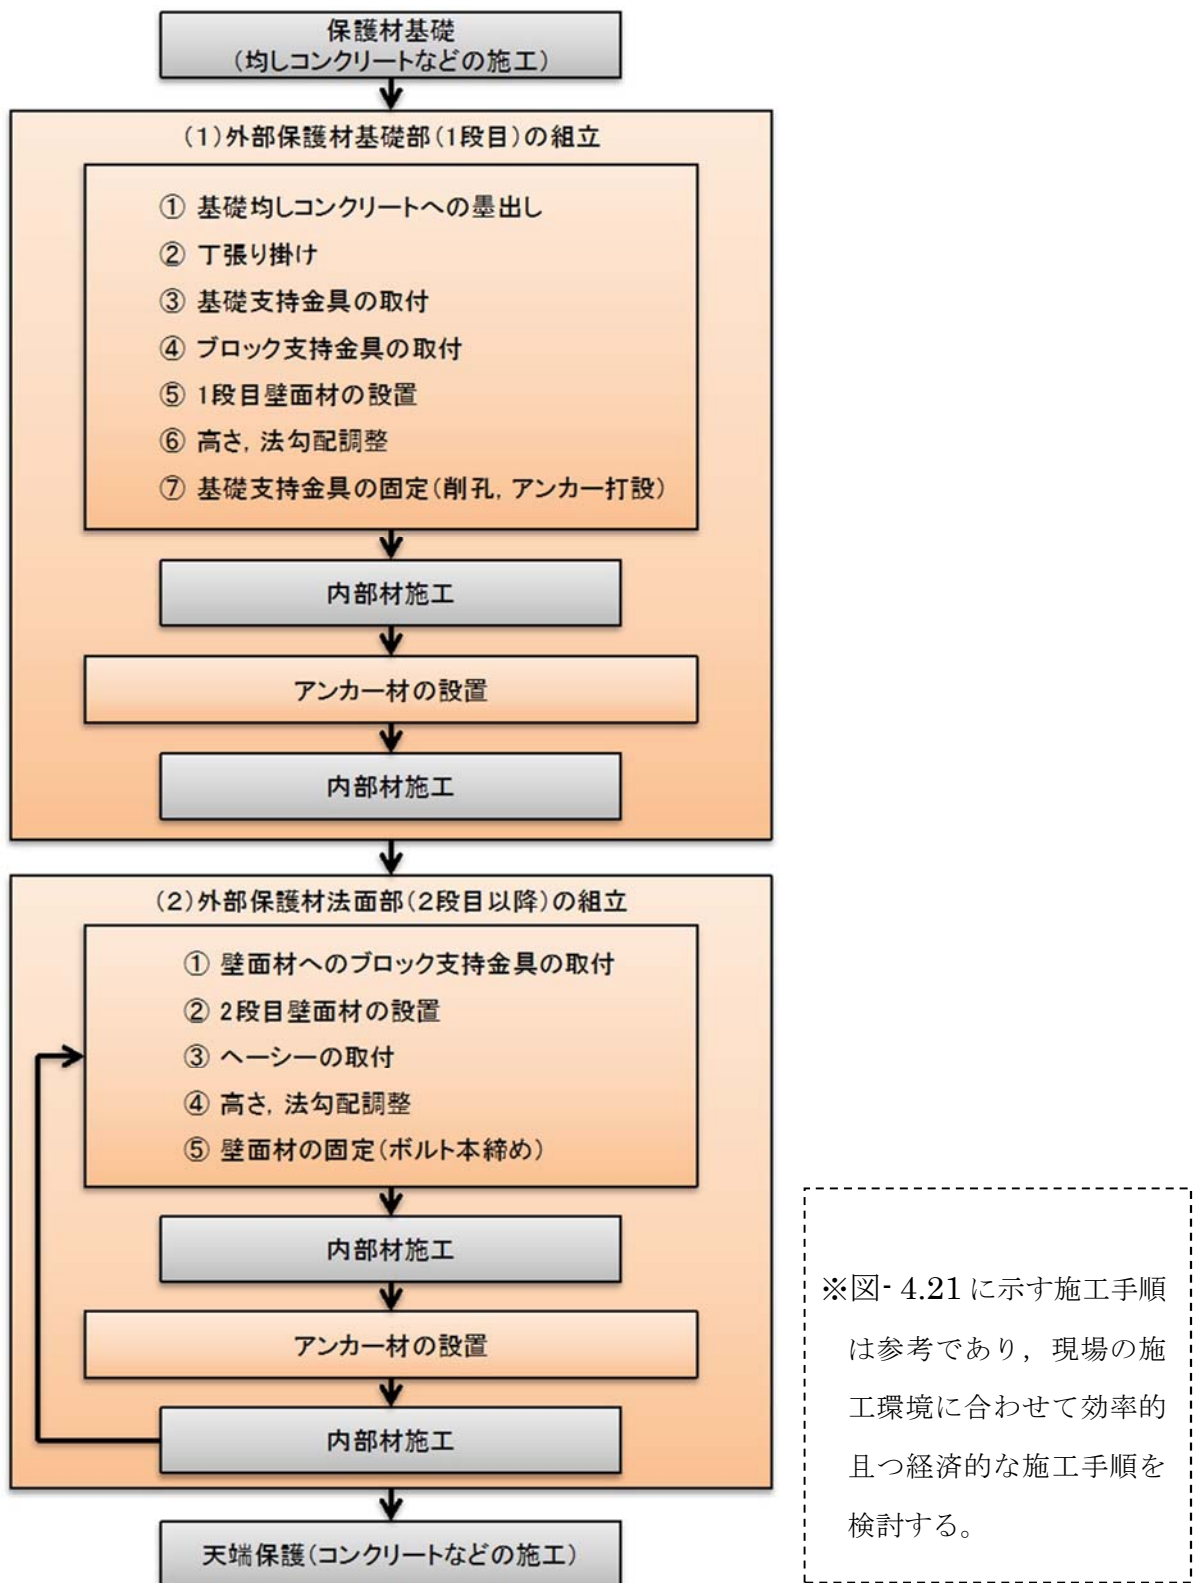 保護材基礎
(均しコンクリートなどの施工)
(1)外部保護材基礎部(1段目)の組立
① 基礎均しコンクリートへの墨出し
② 丁張り掛け
③ 基礎支持金具の取付
④ ブロック支持金具の取付
⑤ 1段目壁面材の設置
⑥ 高さ, 法勾配調整
⑦ 基礎支持金具の固定(削孔, アンカー打設)
内部材施工
アンカー材の設置
内部材施工
(2)外部保護材法面部(2段目以降)の組立
① 壁面材へのブロック支持金具の取付
② 2段目壁面材の設置
③ ヘーシーの取付
④ 高さ, 法勾配調整
⑤ 壁面材の固定(ボルト本締め)
内部材施工
アンカー材の設置
内部材施工
天端保護(コンクリートなどの施工)
※図- 4.21 に示す施工手順
は参考であり，現場の施
工環境に合わせて効率的
且つ経済的な施工手順を
検討する。